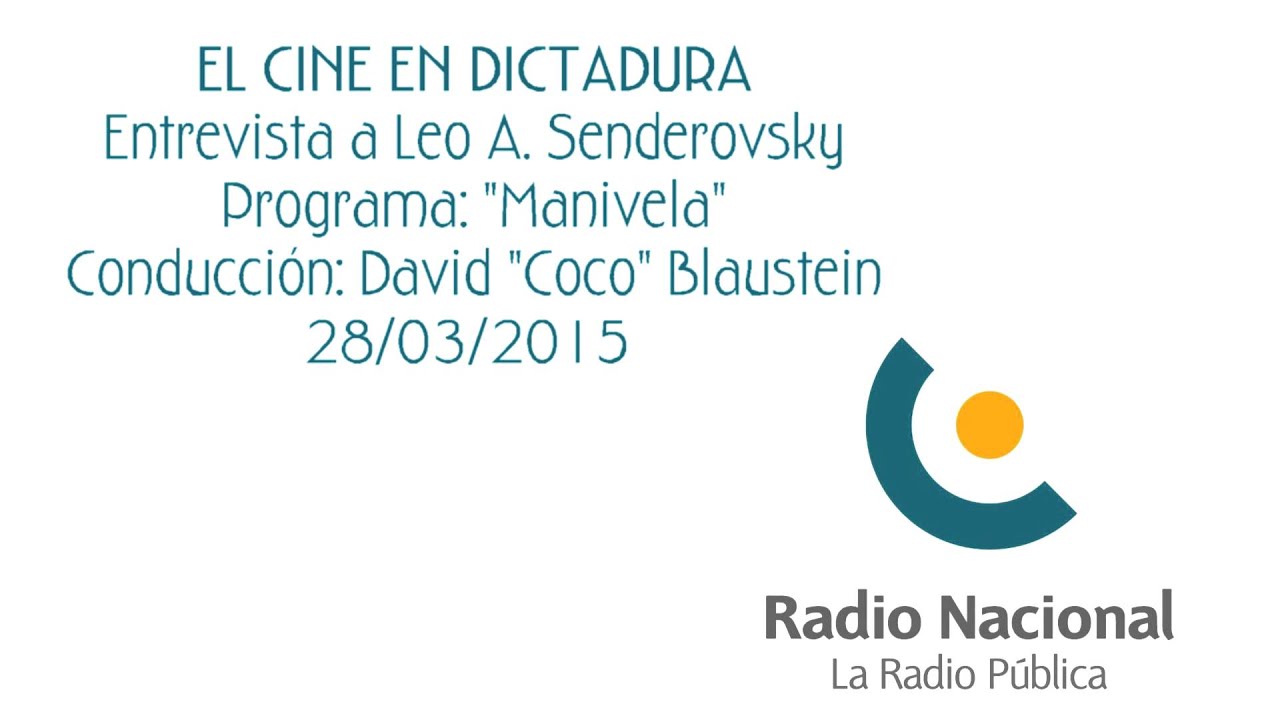 EL CINE EN DICTADURA
Entrevista a Leo A. Senderovsky
Programa: "Manivela"
Conducción: David "Coco" Blaustein
28/03/2015
Radio Nacional
La Radio Pública